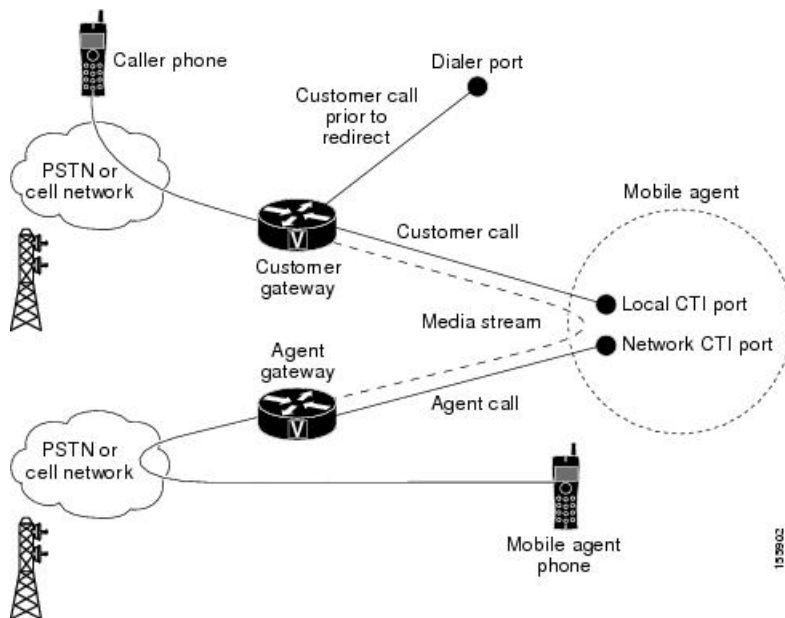 Caller phone
Dialer port
Customer call
prior to
redirect
PSTN or
cell network
Mobile agent
V
Customer
gateway
Customer call
Local CTI port
Media stream
Network CTI port
Agent
gateway
V
Agent call
PSTN or
cell network
Mobile agent
phone
155902